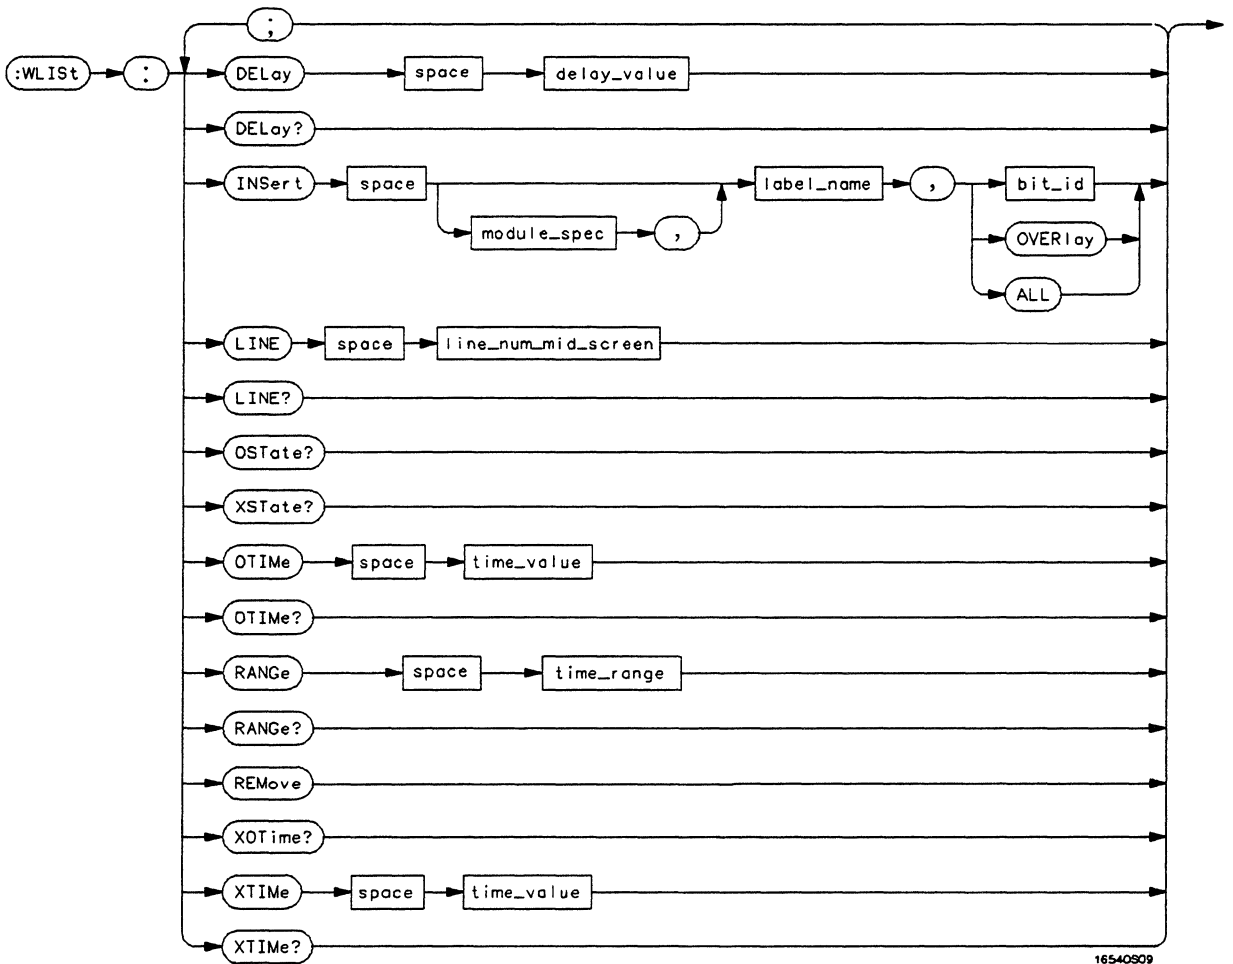 ;
:WLISt : DELay space delay_value
DELay?
INSert space label_name , bit_id
module_spec , OVERlay
ALL
LINE space line_num_mid_screen
LINE?
OSTate?
XSTate?
OTIMe space time_value
OTIMe?
RANGe space time_range
RANGe?
REMove
XOTime?
XTIMe space time_value
XTIMe?
16540S09